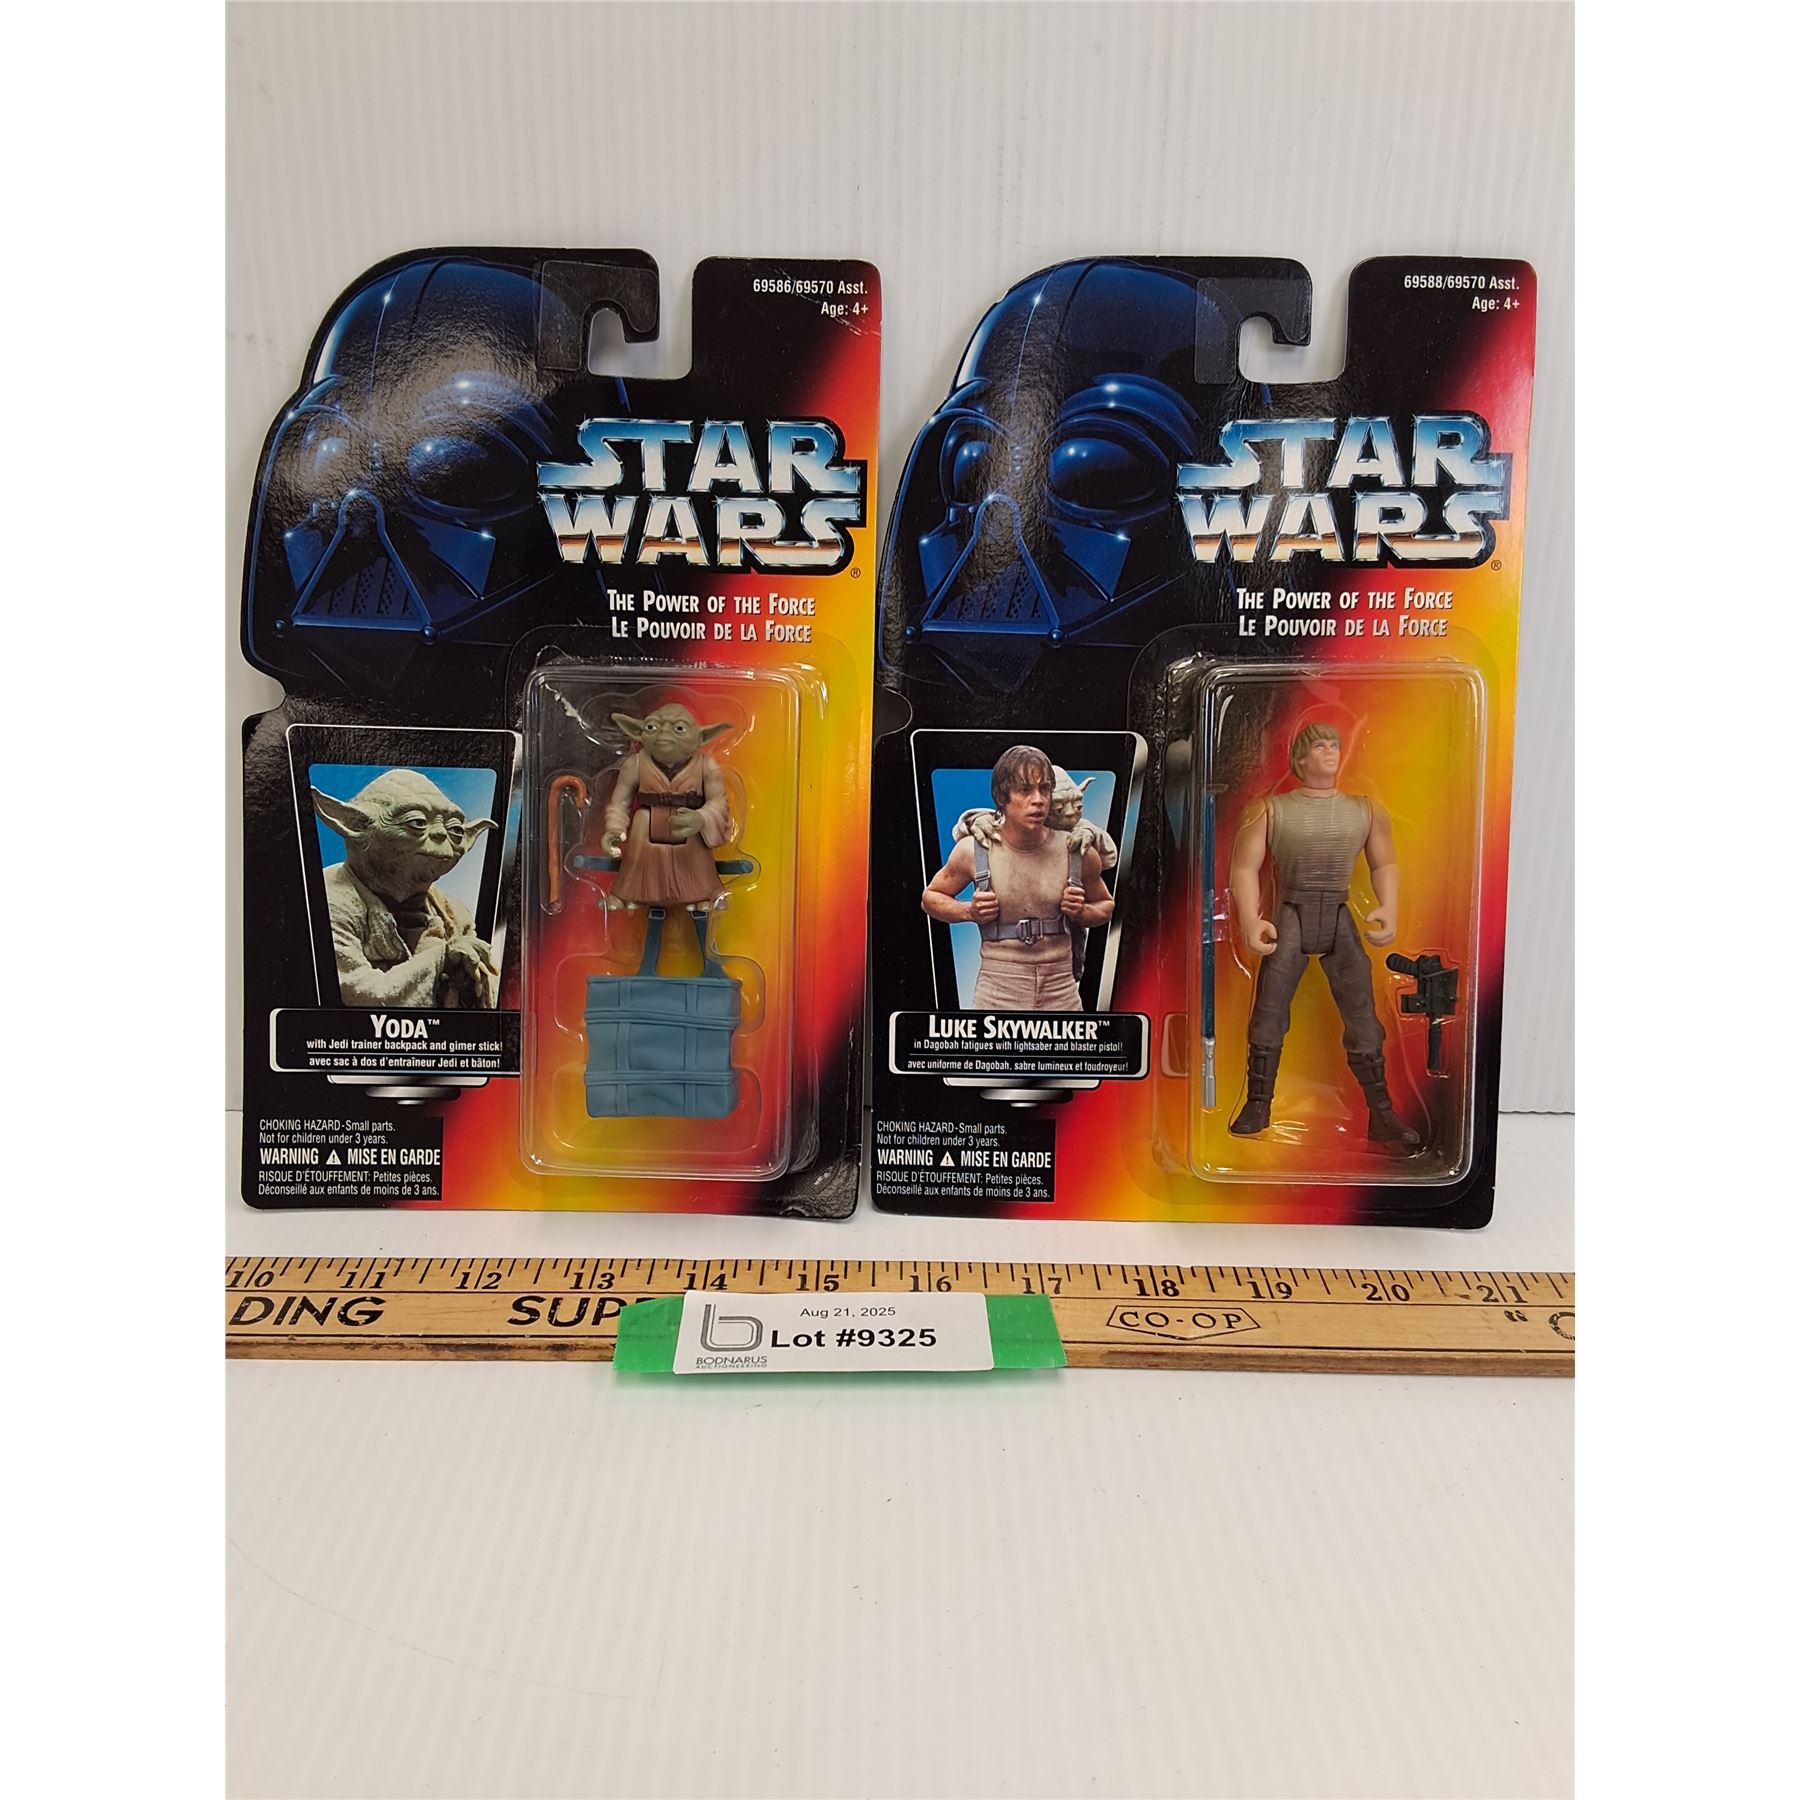 69586/69570 Asst.
Age: 4+
STAR
WARS®
THE POWER OF THE FORCE
LE POUVOIR DE LA FORCE
YODA™
with Jedi trainer backpack and gimer stick!
avec sac à dos d'entraîneur Jedi et bâton!
CHOKING HAZARD-Small parts.
Not for children under 3 years.
WARNING ⚠ MISE EN GARDE
RISQUE D'ÉTOUFFEMENT: Petites pièces.
Déconseillé aux enfants de moins de 3 ans.
69588/69570 Asst.
Age: 4+
STAR
WARS®
THE POWER OF THE FORCE
LE POUVOIR DE LA FORCE
LUKE SKYWALKER™
in Dagobah fatigues with lightsaber and blaster pistol!
avec uniforme de Dagobah, sabre lumineux et foudroyeur!
CHOKING HAZARD-Small parts.
Not for children under 3 years.
WARNING ⚠ MISE EN GARDE
RISQUE D'ÉTOUFFEMENT: Petites pièces.
Déconseillé aux enfants de moins de 3 ans.
10 11 12 13 14 15 16 17 18 19 20 21
DING SUP CO-OP "
Aug 21, 2025
Lot #9325
b
BODNARUS
AUCTIONEERING